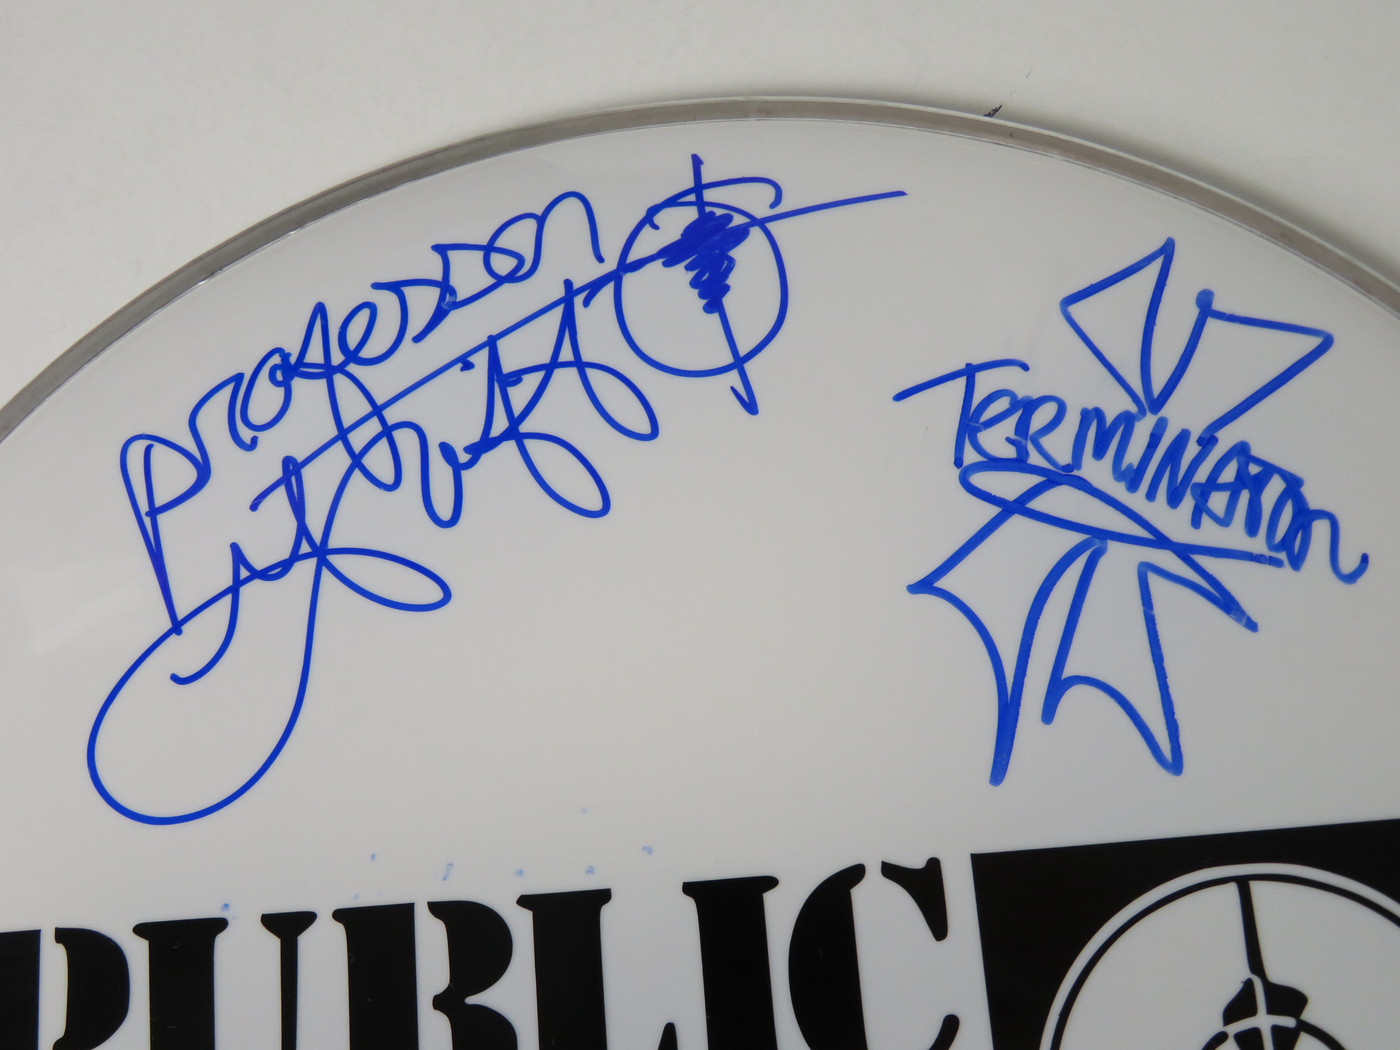 Professor
Griff
TERMINATOR
X
PUBLIC